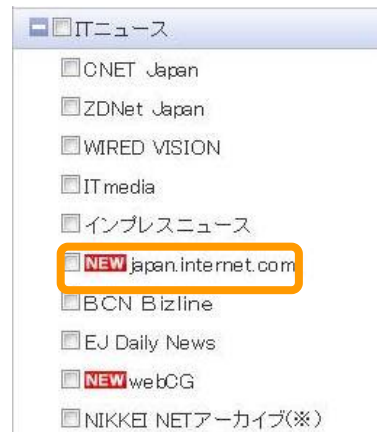 ITニュース
CNET Japan
ZDNet Japan
WIRED VISION
ITmedia
インプレスニュース
NEW japan.internet.com
BCN Bizline
EJ Daily News
NEW webCG
NIKKEI NETアーカイブ(※)